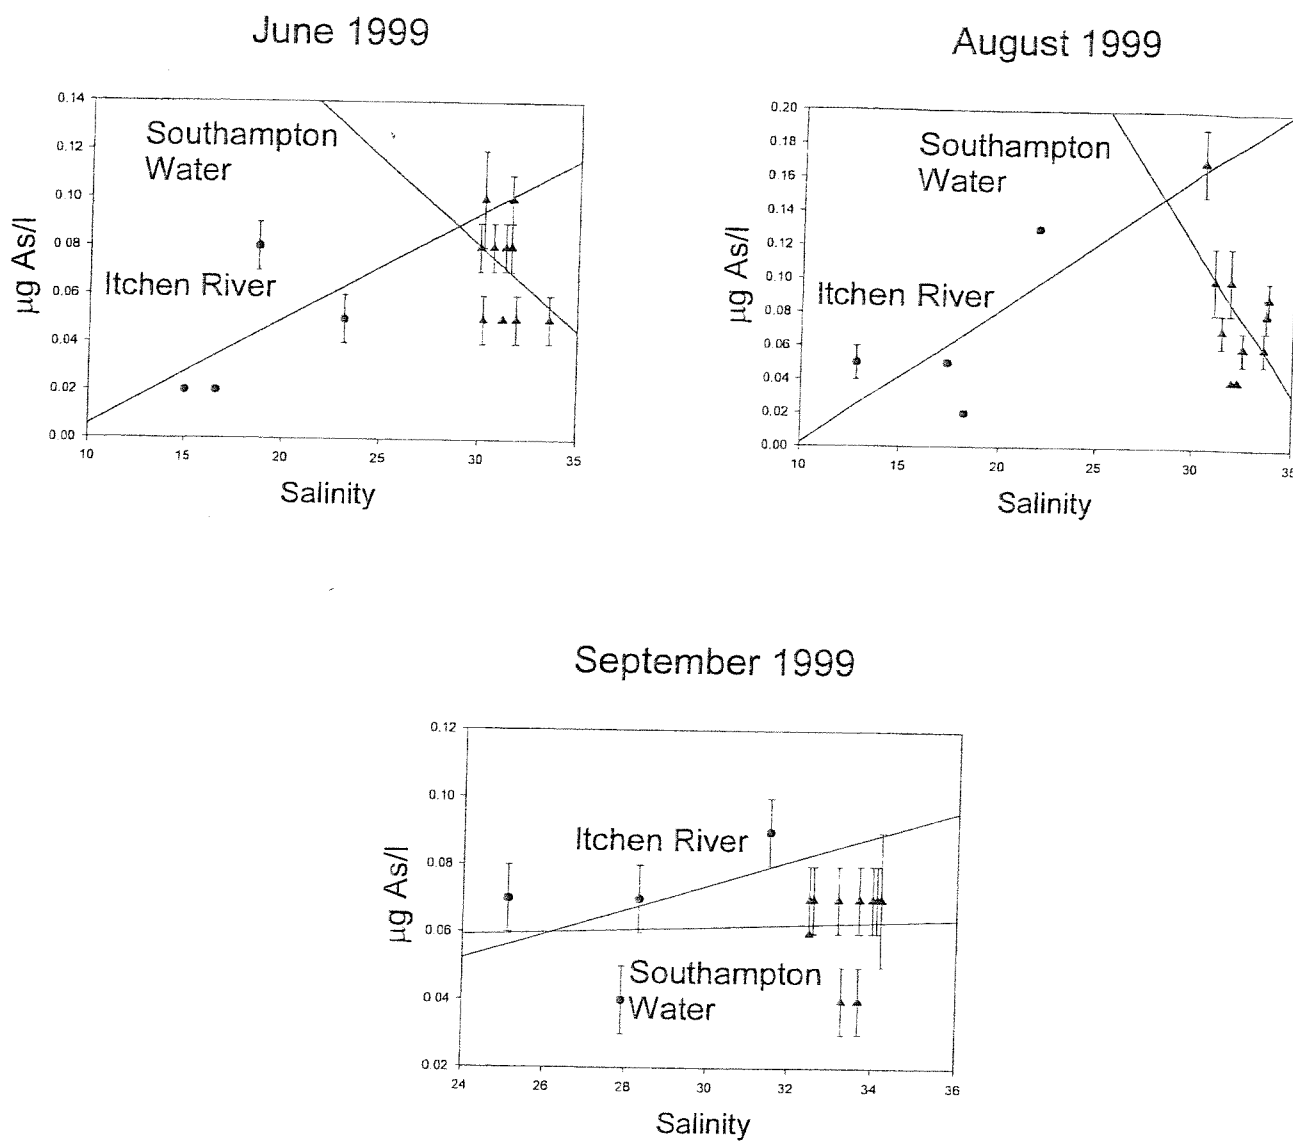 June 1999
0.14
0.12
0.10
0.08
0.06
0.04
0.02
0.00
µg As/l
Southampton
Water
Itchen River
10 15 20 25 30 35
Salinity
August 1999
0.20
0.18
0.16
0.14
0.12
0.10
0.08
0.06
0.04
0.02
0.00
µg As/l
Southampton
Water
Itchen River
10 15 20 25 30 35
Salinity
September 1999
0.12
0.10
0.08
0.06
0.04
0.02
µg As/l
Itchen River
Southampton
Water
24 26 28 30 32 34 36
Salinity